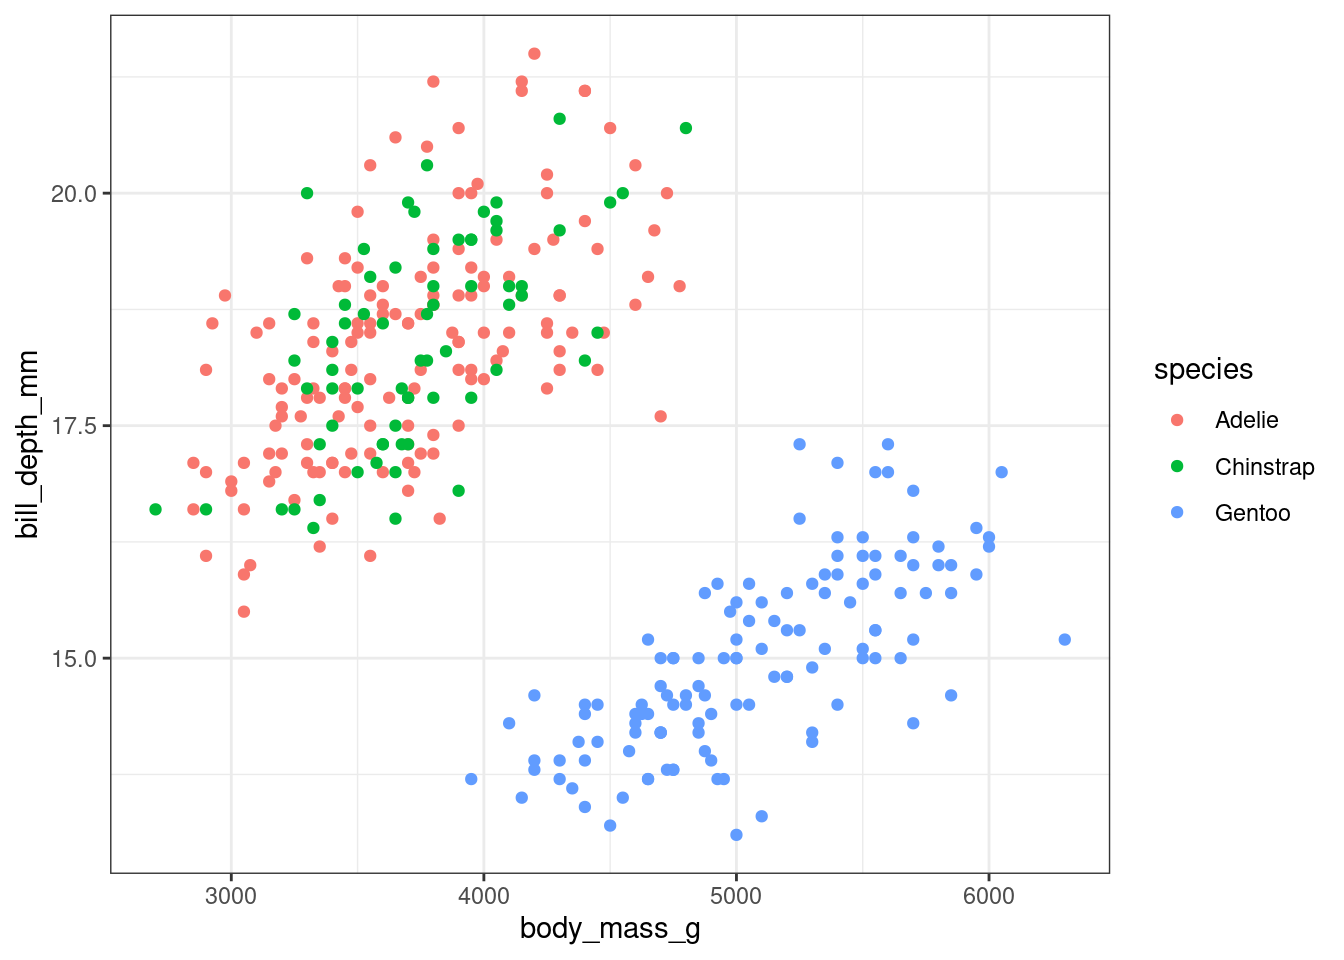 20.0
17.5
15.0
bill_depth_mm
3000 4000 5000 6000
body_mass_g
species
Adelie
Chinstrap
Gentoo